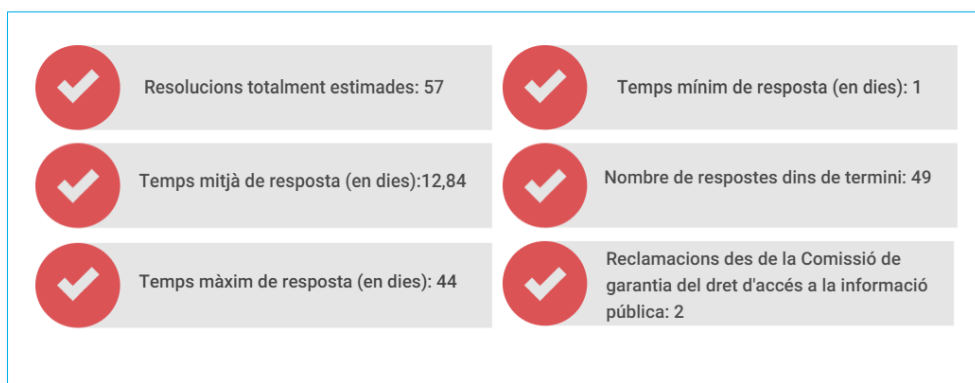 Resolucions totalment estimades: 57
Temps mínim de resposta (en dies): 1
Temps mitjà de resposta (en dies):12,84
Nombre de respostes dins de termini: 49
Temps màxim de resposta (en dies): 44
Reclamacions des de la Comissió de
garantia del dret d'accés a la informació
pública: 2